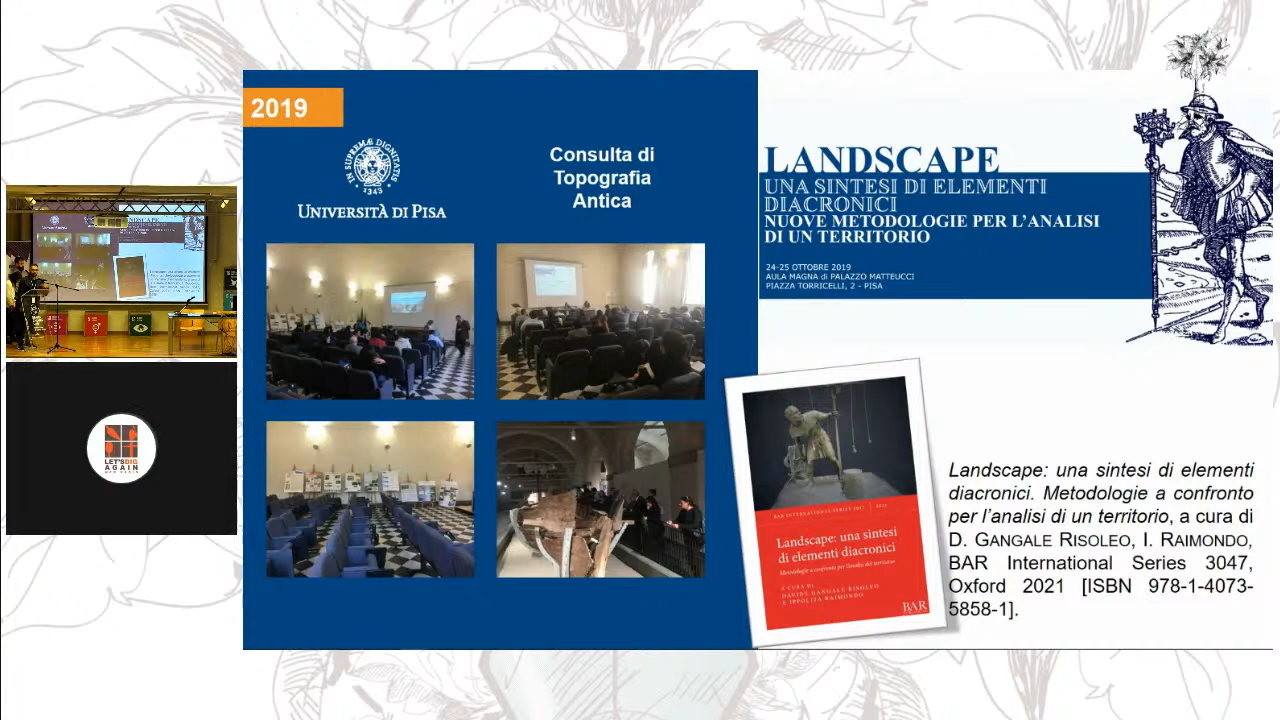 2019
IN SUPREMÆ DIGNITATIS
1343
UNIVERSITÀ DI PISA
Consulta di
Topografia
Antica
LANDSCAPE
UNA SINTESI DI ELEMENTI
DIACRONICI
NUOVE METODOLOGIE PER L'ANALISI
DI UN TERRITORIO
24-25 OTTOBRE 2019
AULA MAGNA di PALAZZO MATTEUCCI
PIAZZA TORRICELLI, 2 - PISA
LANDSCAPE
LET'S DIG
AGAIN
Landscape: una sintesi
di elementi diacronici
Metodologie a confronto per l'analisi di un territorio
A CURA DI
DAVIDE GANGALE RISOLEO
E IPPOLITA RAIMONDO
BAR
Landscape: una sintesi di elementi
diacronici. Metodologie a confronto
per l'analisi di un territorio, a cura di
D. GANGALE RISOLEO, I. RAIMONDO,
BAR International Series 3047,
Oxford 2021 [ISBN 978-1-4073-
5858-1].